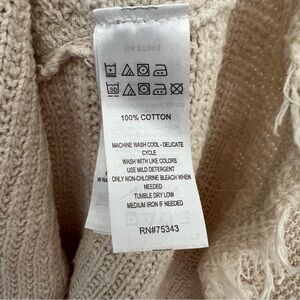 100% COTTON
MACHINE WASH COOL - DELICATE
CYCLE
WASH WITH LIKE COLORS
USE MILD DETERGENT
ONLY NON-CHLORINE BLEACH WHEN
NEEDED
TUMBLE DRY LOW
MEDIUM IRON IF NEEDED
RN#75343